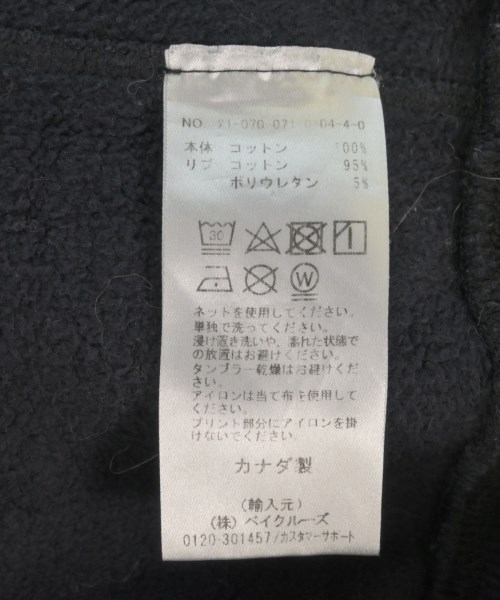 NO. 21-070-071-0-04-4-0
本体 コットン 100%
リブ コットン 95%
ポリウレタン 5%
30
W
ネットを使用してください。
単独で洗ってください。
浸け置き洗いや、濡れた状態で
の放置はお避けください。
タンブラー乾燥はお避けくだ
さい。
アイロンは当て布を使用して
ください。
プリント部分にアイロンを掛
けないでください。
カナダ製
(輸入元)
(株) ベイクルーズ
0120-301457/カスタマーサポート